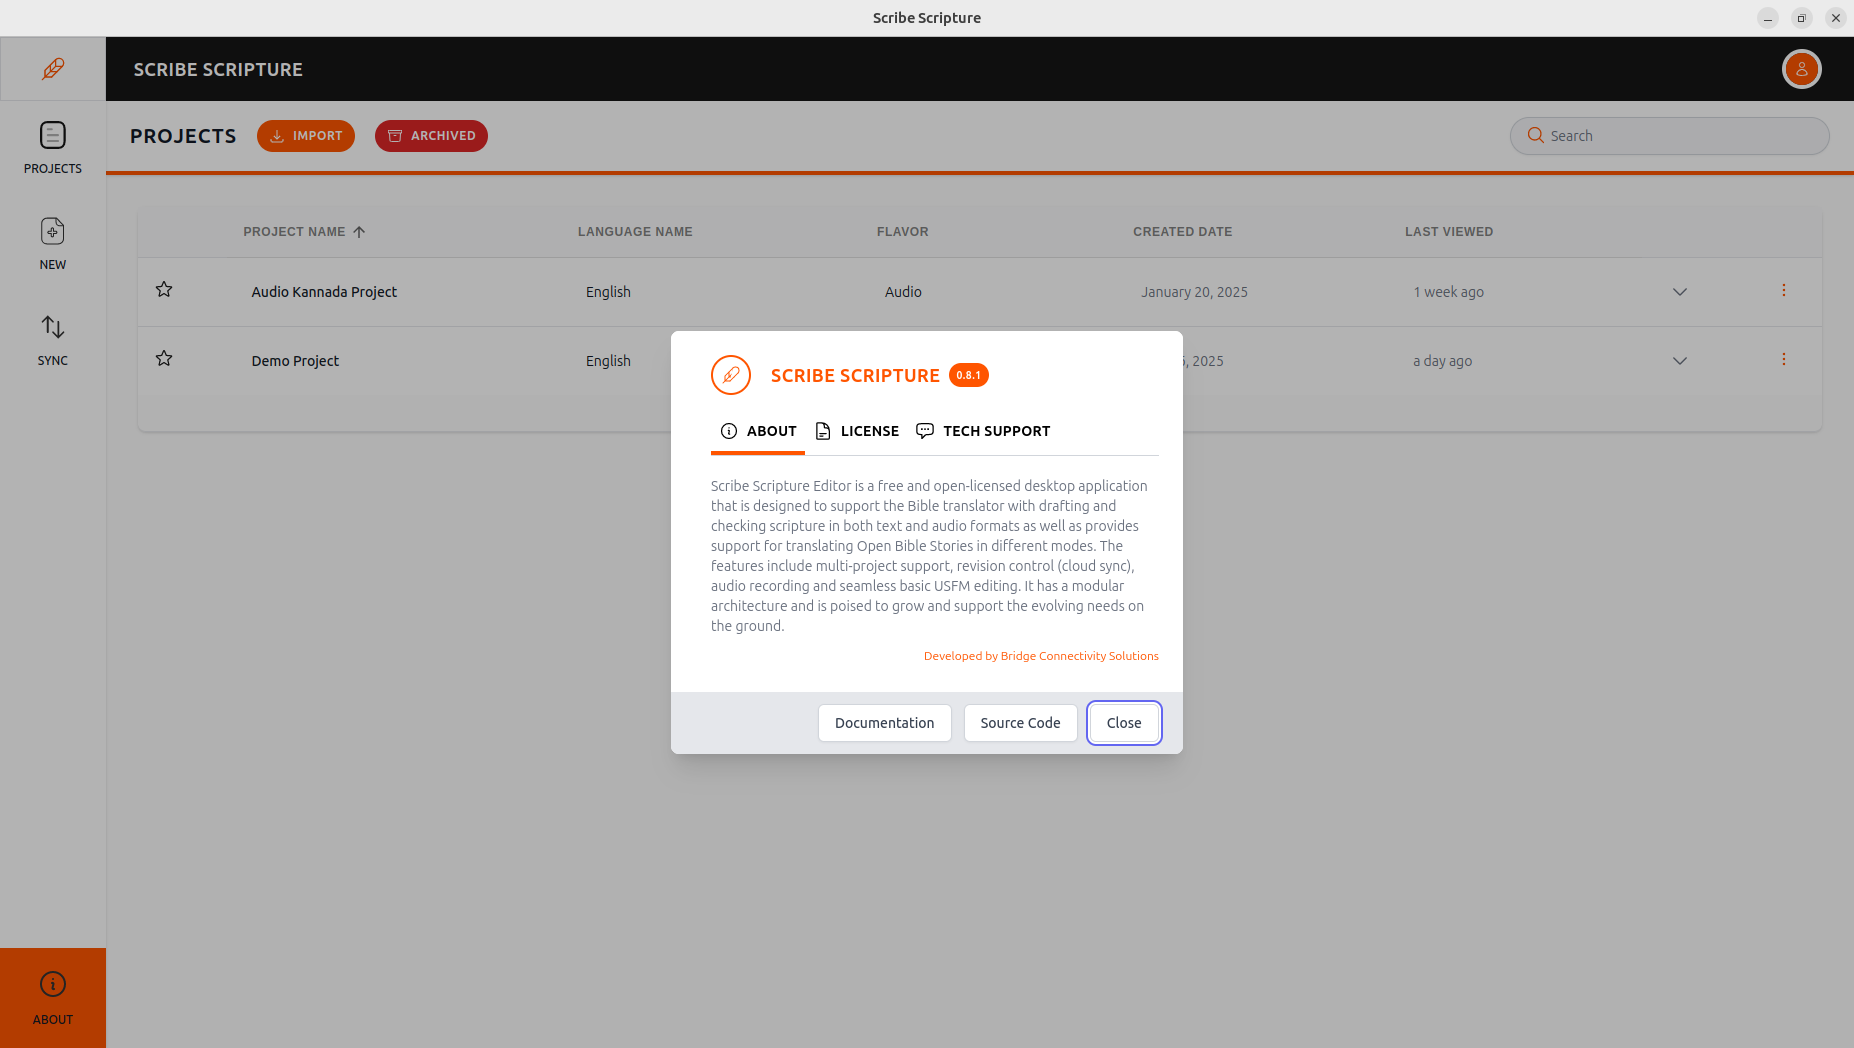 Scribe Scripture
SCRIBE SCRIPTURE
PROJECTS
IMPORT
ARCHIVED
Search
PROJECTS
NEW
SYNC
PROJECT NAME
LANGUAGE NAME
FLAVOR
CREATED DATE
LAST VIEWED
Audio Kannada Project
English
Audio
January 20, 2025
1 week ago
Demo Project
English
, 2025
a day ago
SCRIBE SCRIPTURE
0.8.1
ABOUT
LICENSE
TECH SUPPORT
Scribe Scripture Editor is a free and open-licensed desktop application
that is designed to support the Bible translator with drafting and
checking scripture in both text and audio formats as well as provides
support for translating Open Bible Stories in different modes. The
features include multi-project support, revision control (cloud sync),
audio recording and seamless basic USFM editing. It has a modular
architecture and is poised to grow and support the evolving needs on
the ground.
Developed by Bridge Connectivity Solutions
Documentation
Source Code
Close
ABOUT